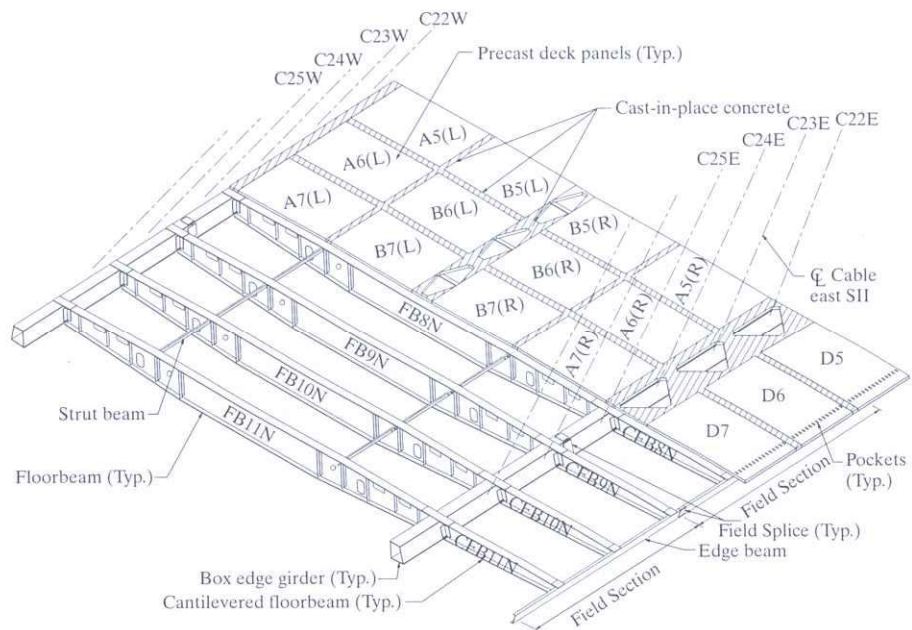 C22W
C23W
C24W
C25W
Precast deck panels (Typ.)
Cast-in-place concrete
C22E
C23E
C24E
C25E
A5(L)
A6(L)
A7(L)
B5(L)
B6(L)
B7(L)
B5(R)
B6(R)
B7(R)
A5(R)
A6(R)
A7(R)
℄ Cable
east SII
D5
D6
D7
FB8N
FB9N
FB10N
FB11N
CFB8N
CFB9N
CFB10N
CFB11N
Strut beam
Floorbeam (Typ.)
Pockets
(Typ.)
Field Section
Field Splice (Typ.)
Edge beam
Field Section
Box edge girder (Typ.)
Cantilevered floorbeam (Typ.)